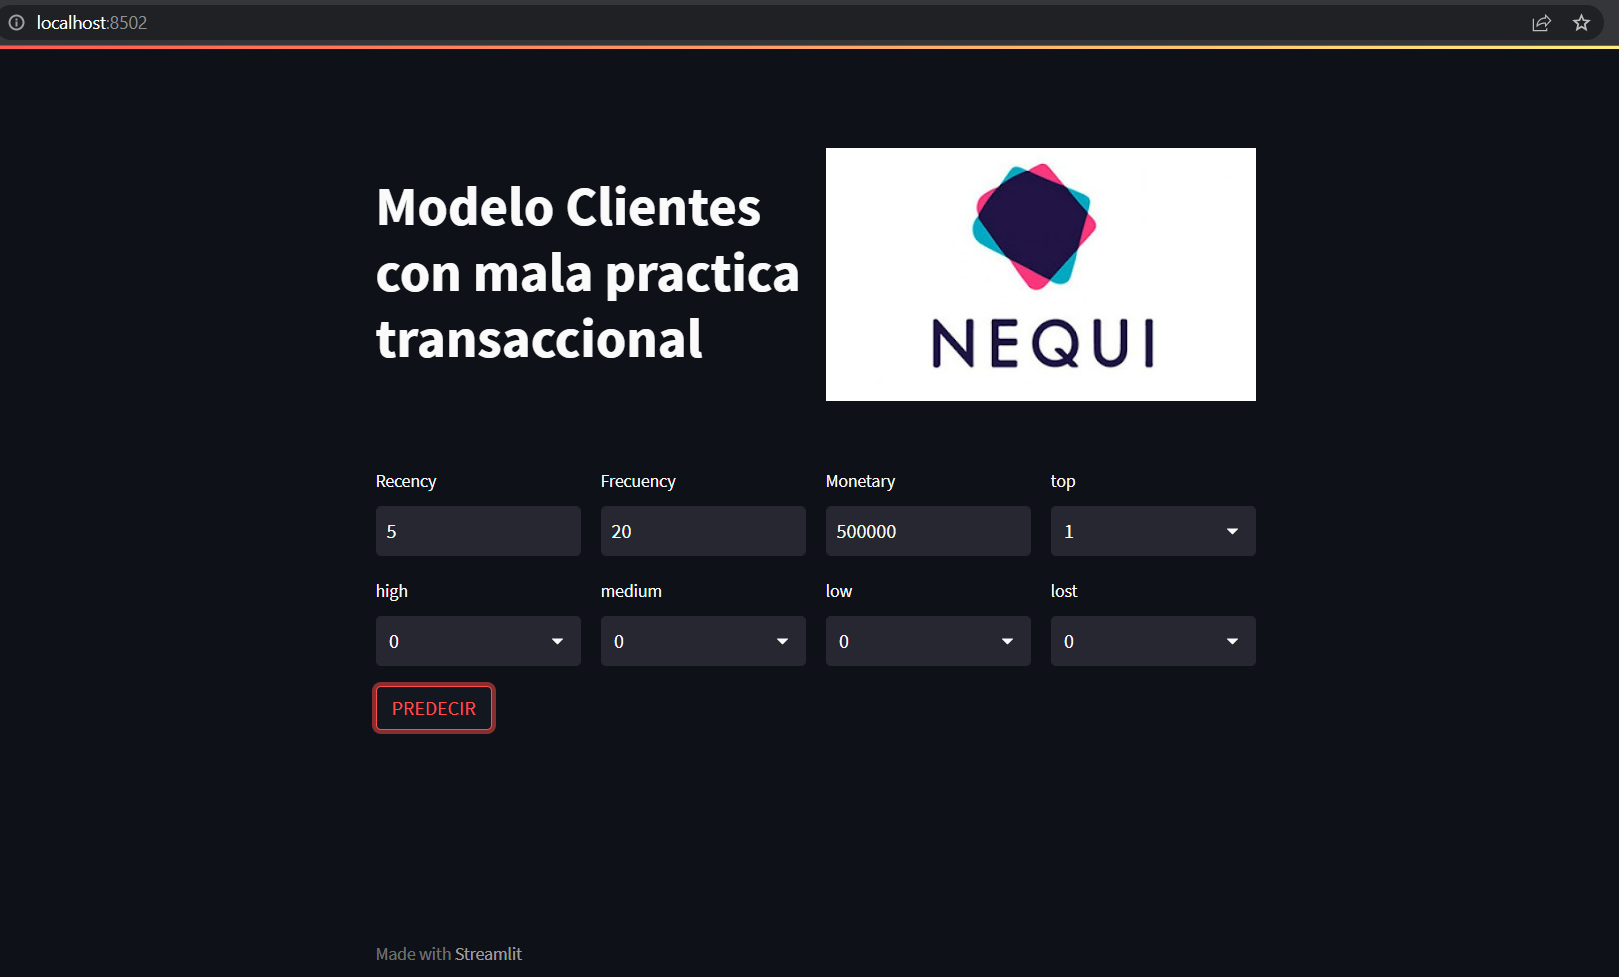 localhost:8502
Modelo Clientes
con mala practica
transaccional
NEQUI
Recency
Frecuency
Monetary
top
5
20
500000
1
high
medium
low
lost
0
0
0
0
PREDECIR
Made with Streamlit